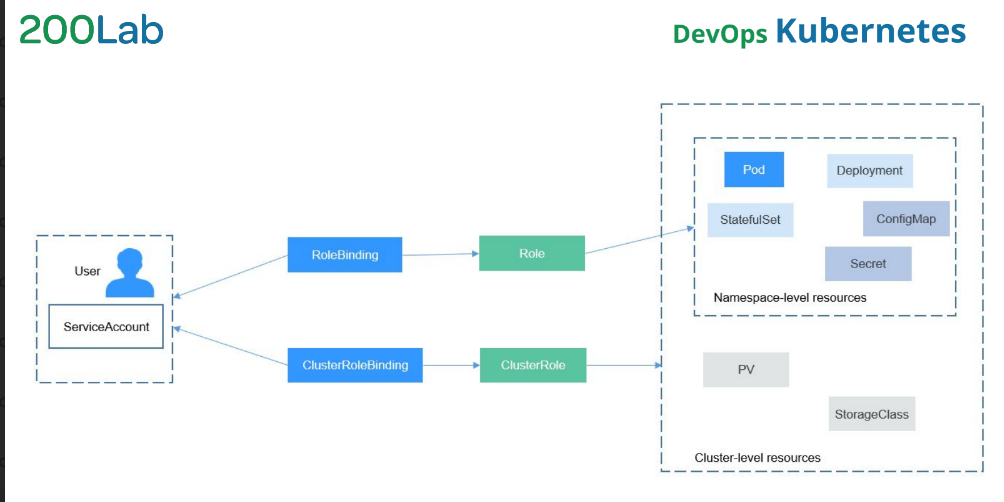 200Lab
DevOps Kubernetes
Pod
Deployment
StatefulSet
ConfigMap
Secret
Namespace-level resources
User
ServiceAccount
RoleBinding
Role
ClusterRoleBinding
ClusterRole
PV
StorageClass
Cluster-level resources